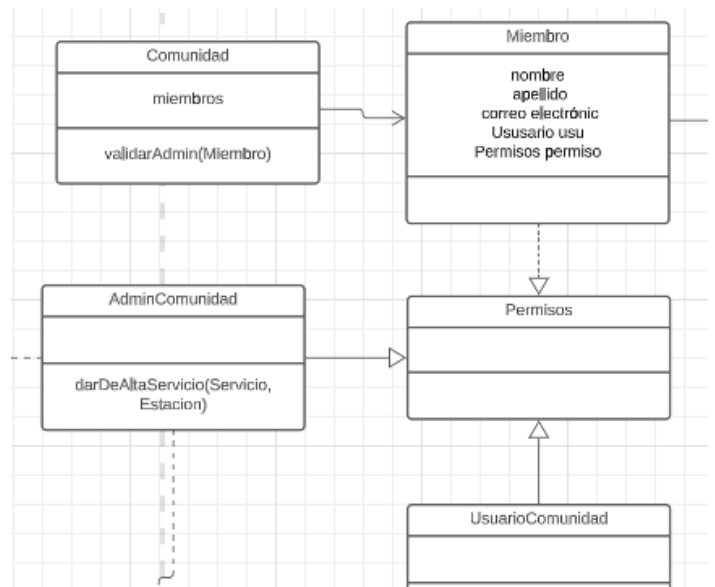 Comunidad
miembros
validarAdmin(Miembro)
Miembro
nombre
apellido
correo electrónic
Ususario usu
Permisos permiso
AdminComunidad
darDeAltaServicio(Servicio,
Estacion)
Permisos
UsuarioComunidad